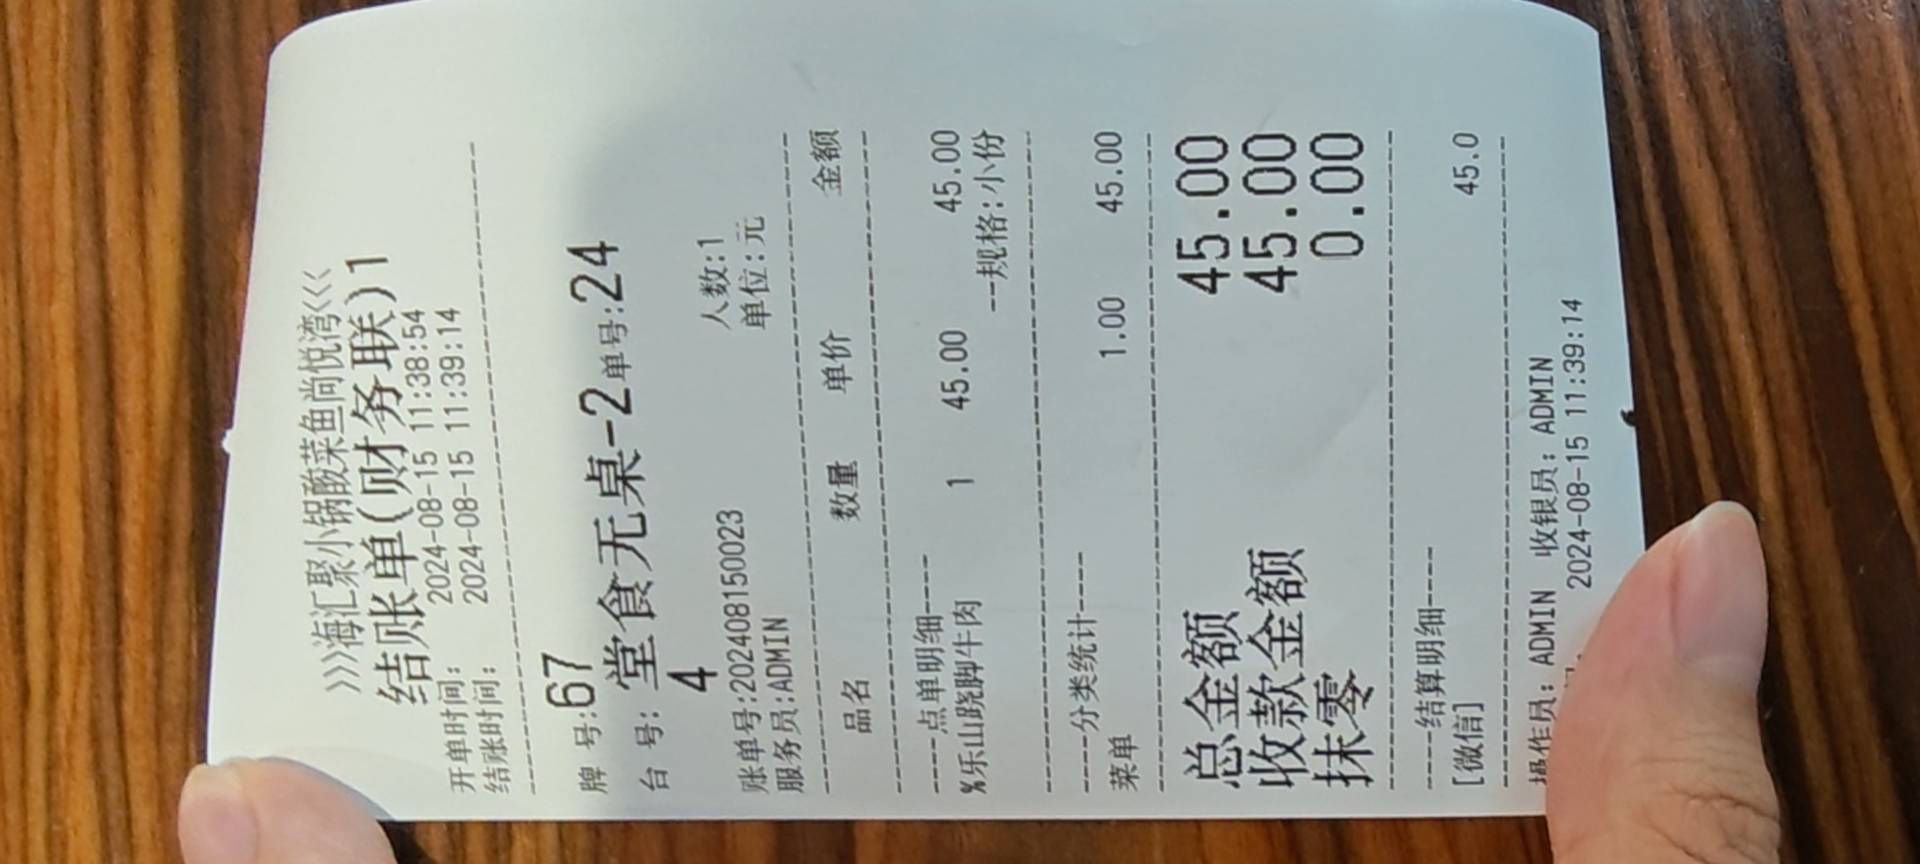 >>>海汇聚小锅酸菜鱼尚悦湾<<<
结账单(财务联)1
开单时间: 2024-08-15 11:38:54
结账时间: 2024-08-15 11:39:14
牌 号:67
台 号: 堂食无桌-2 单号:24
4
账单号:202408150023 人数:1
服务员:ADMIN 单位:元
品名 数量 单价 金额
----点单明细----
%乐山跷脚牛肉 1 45.00 45.00
--规格:小份
----分类统计----
菜单 1.00 45.00
总金额 45.00
收款金额 45.00
抹零 0.00
----结算明细----
[微信] 45.0
操作员: ADMIN 收银员: ADMIN
2024-08-15 11:39:14